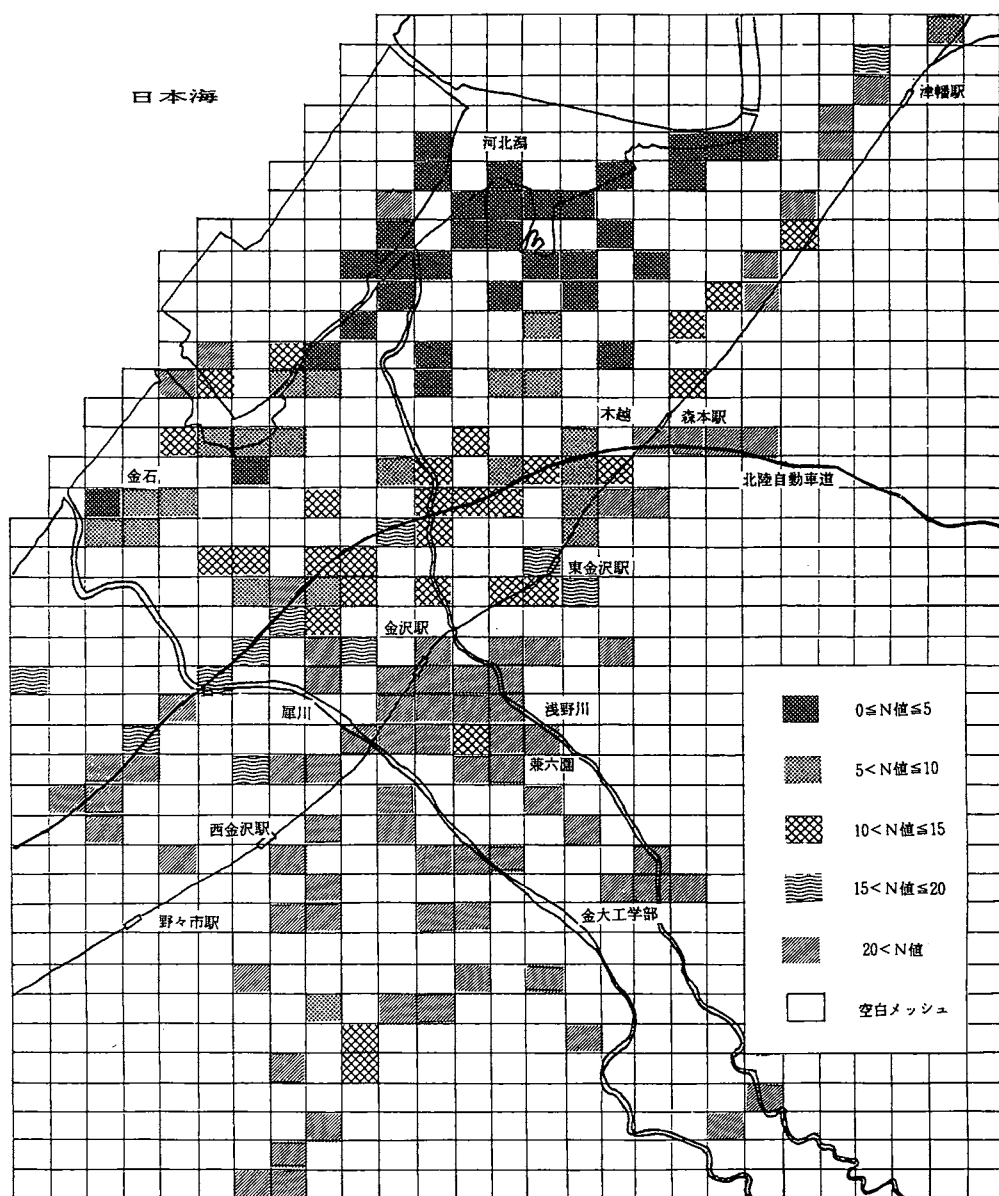 日本海
津幡駅
河北潟
木越
森本駅
金石
北陸自動車道
東金沢駅
金沢駅
犀川
浅野川
兼六園
西金沢駅
野々市駅
金大工学部
0≦N値≦5
5<N値≦10
10<N値≦15
15<N値≦20
20<N値
空白メッシュ